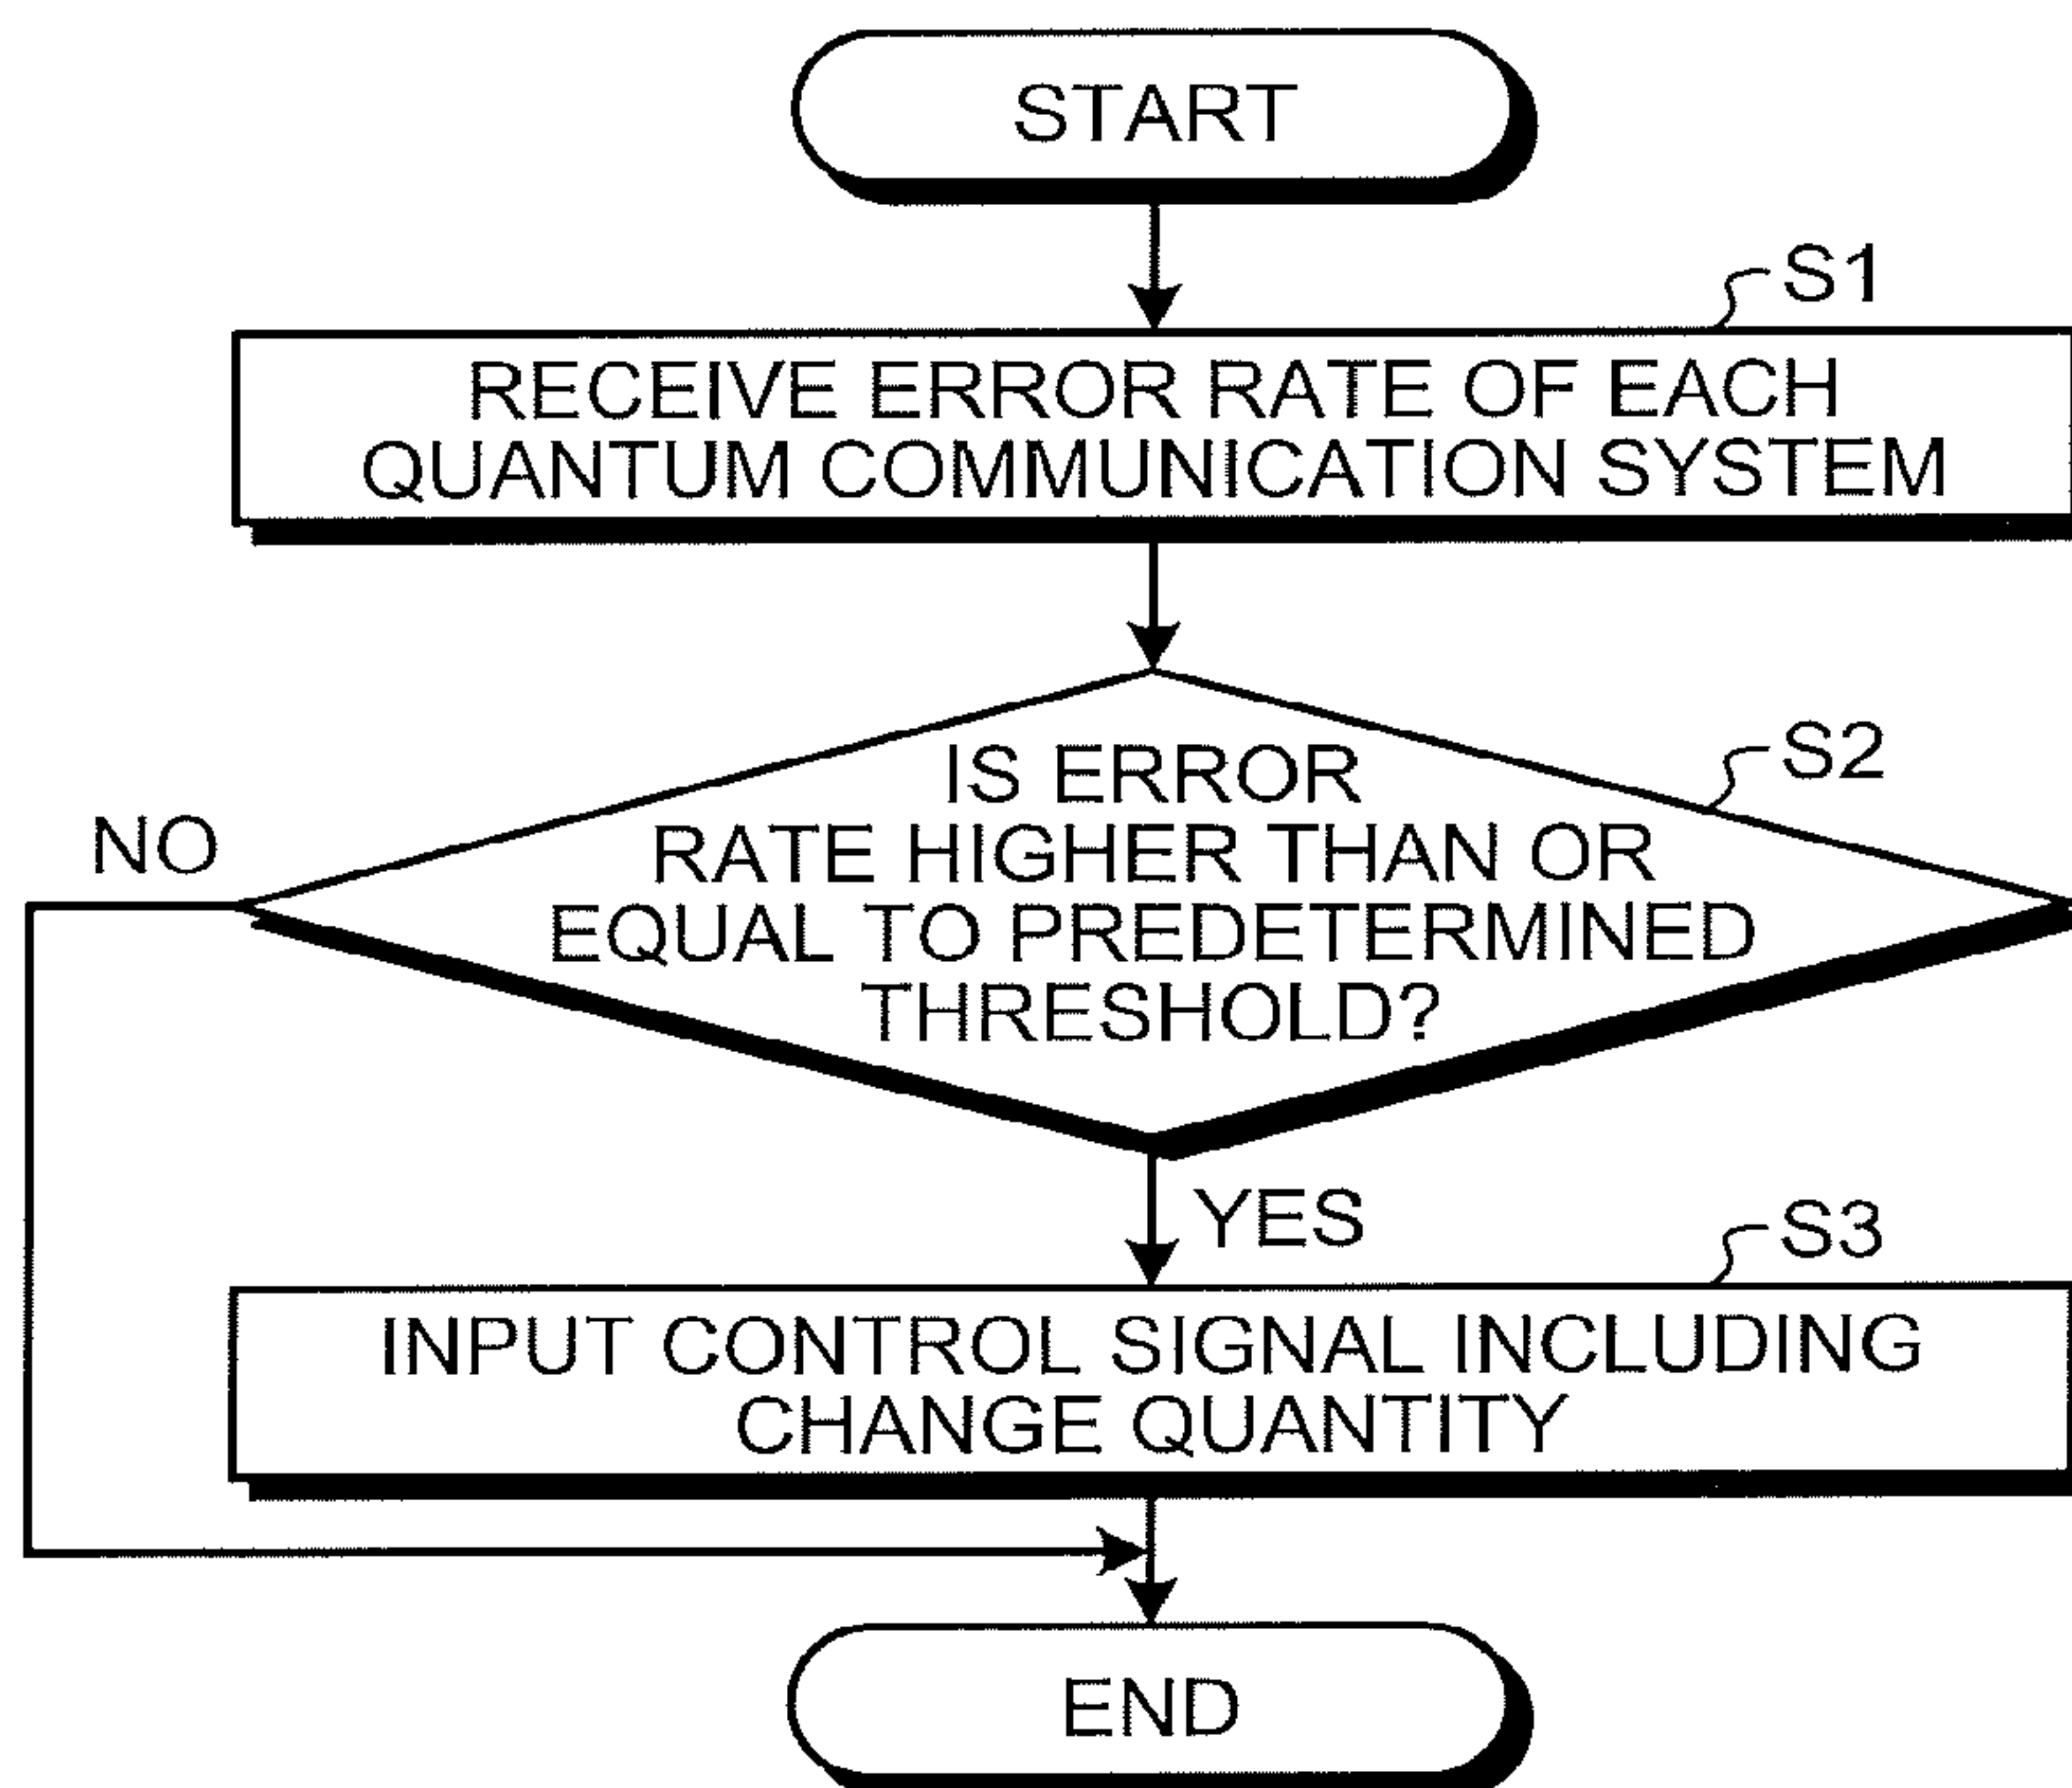 START
S1
RECEIVE ERROR RATE OF EACH
QUANTUM COMMUNICATION SYSTEM
S2
IS ERROR
RATE HIGHER THAN OR
EQUAL TO PREDETERMINED
THRESHOLD?
NO
YES
S3
INPUT CONTROL SIGNAL INCLUDING
CHANGE QUANTITY
END